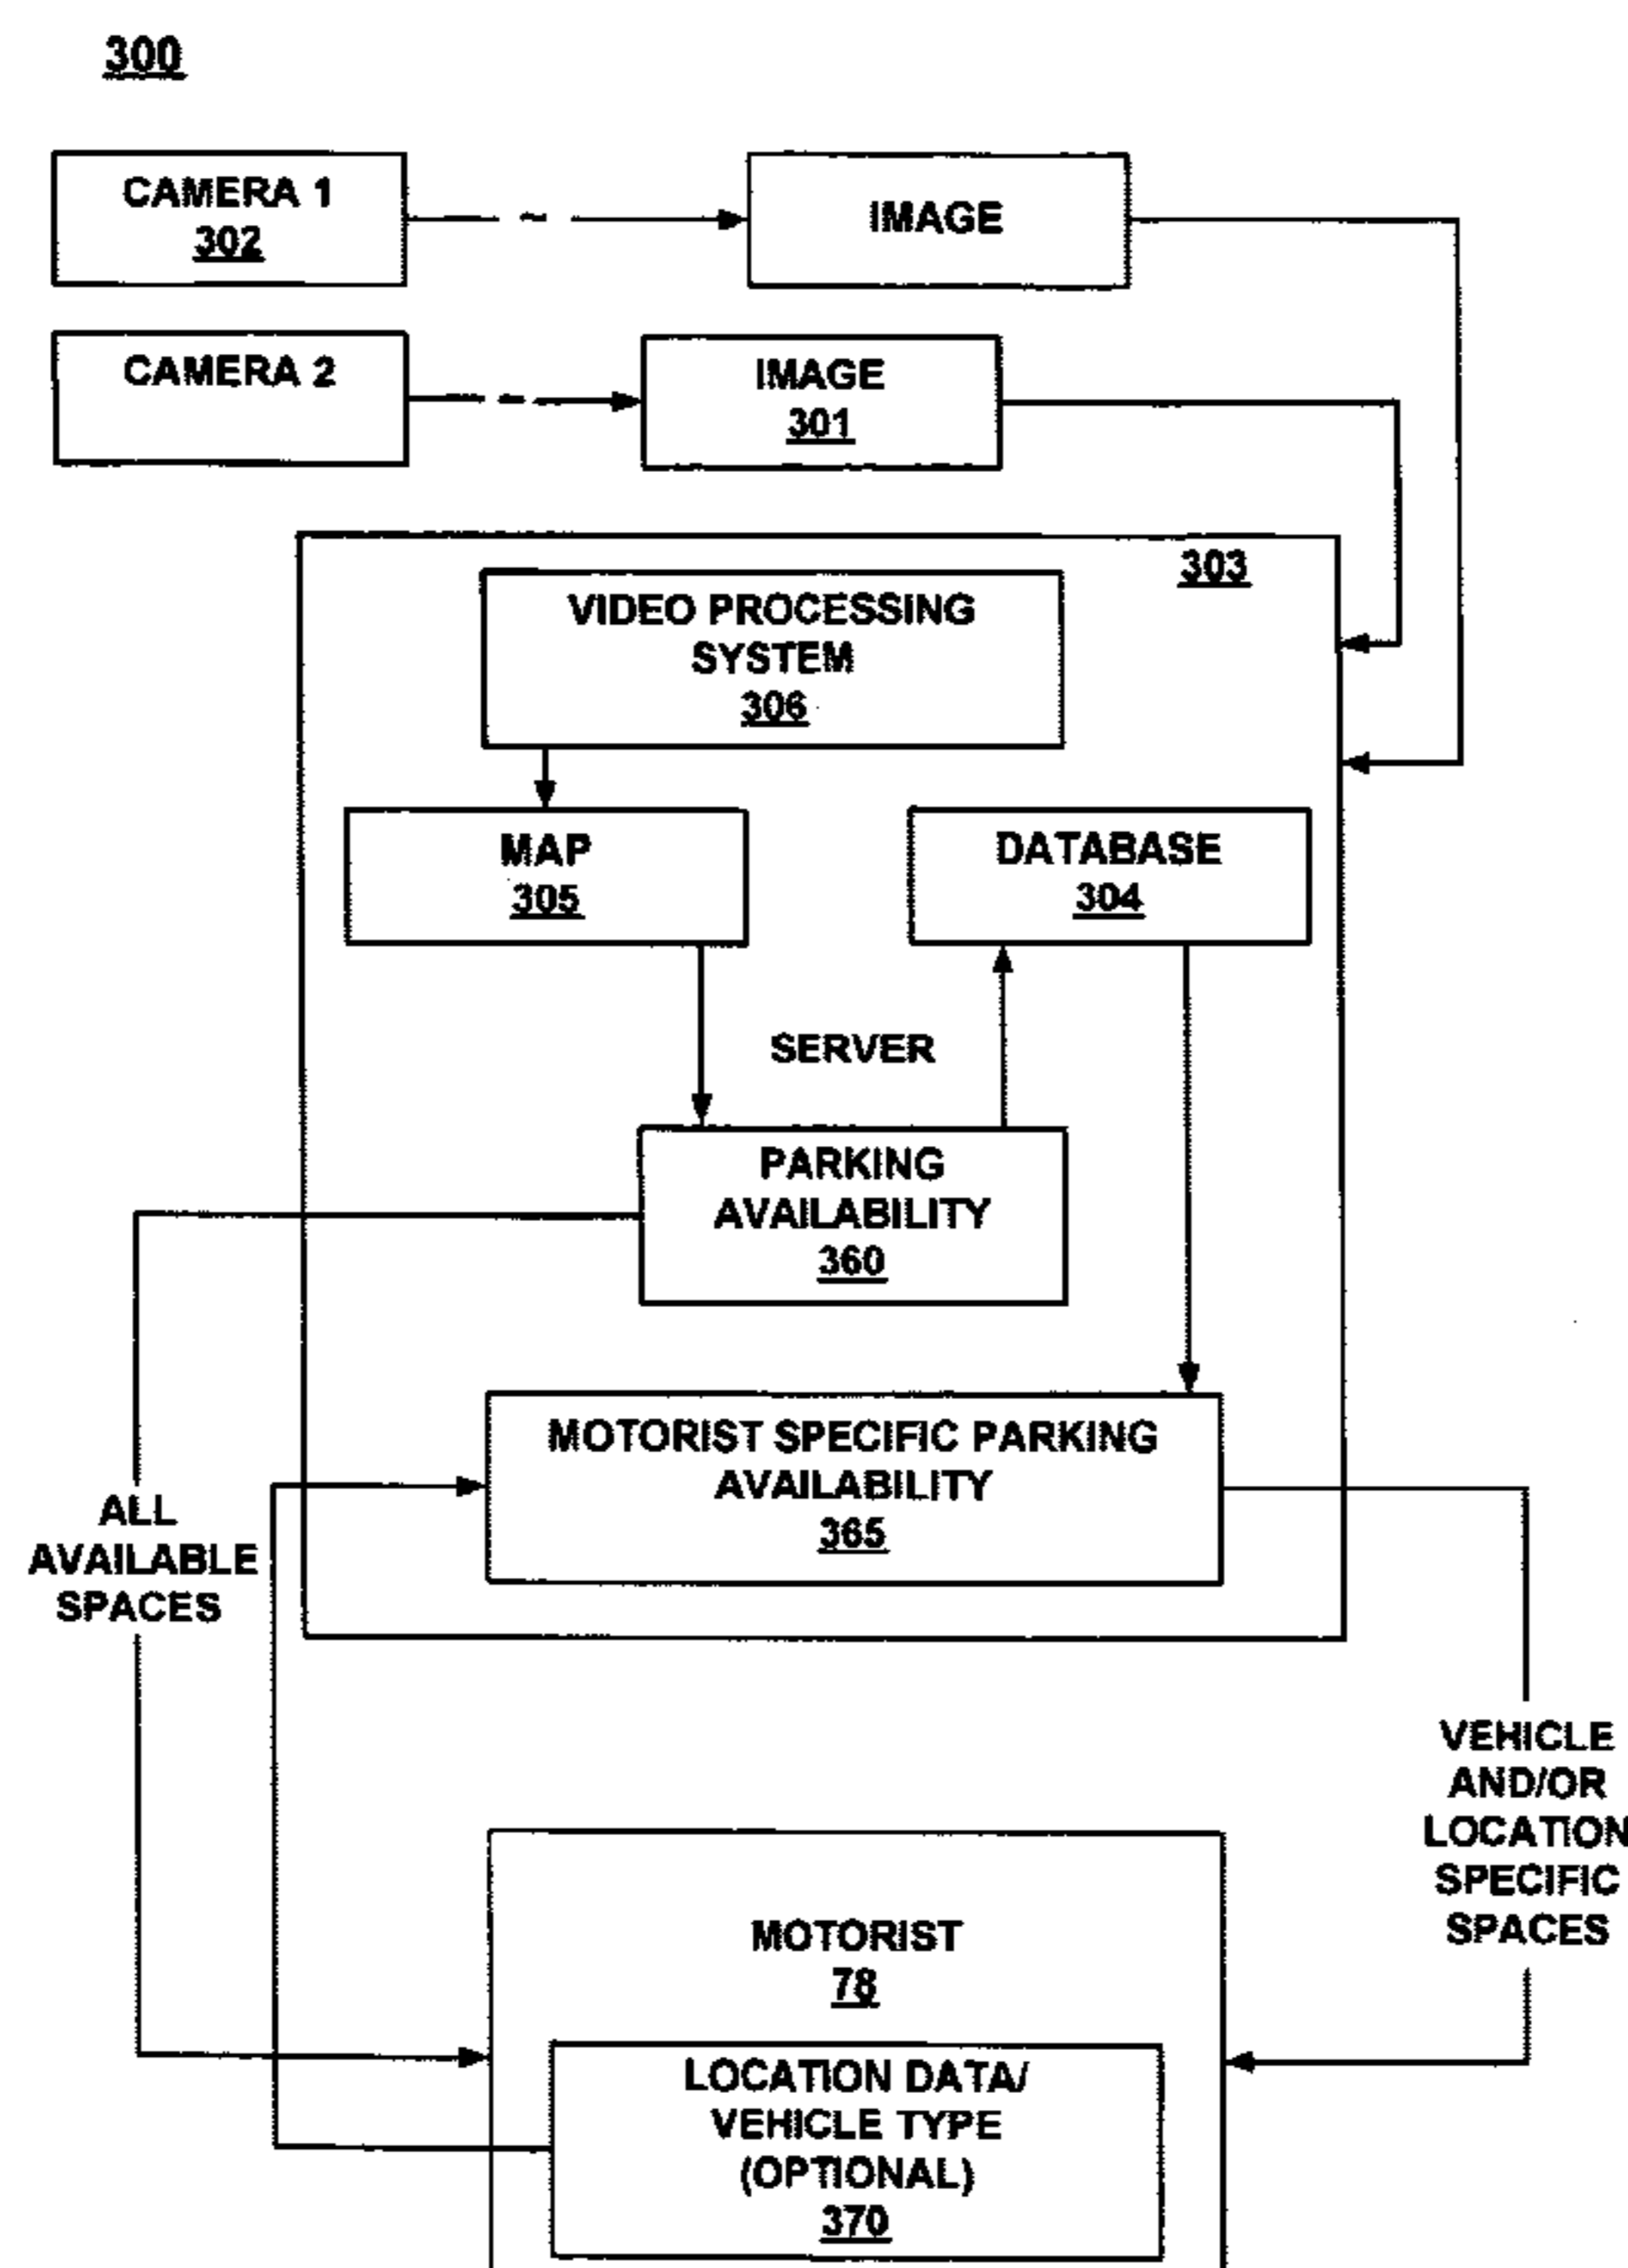 300
CAMERA 1
302
IMAGE
CAMERA 2
IMAGE
301
303
VIDEO PROCESSING
SYSTEM
306
MAP
305
DATABASE
304
SERVER
PARKING
AVAILABILITY
360
MOTORIST SPECIFIC PARKING
AVAILABILITY
365
ALL
AVAILABLE
SPACES
VEHICLE
AND/OR
LOCATION
SPECIFIC
SPACES
MOTORIST
78
LOCATION DATA/
VEHICLE TYPE
(OPTIONAL)
370